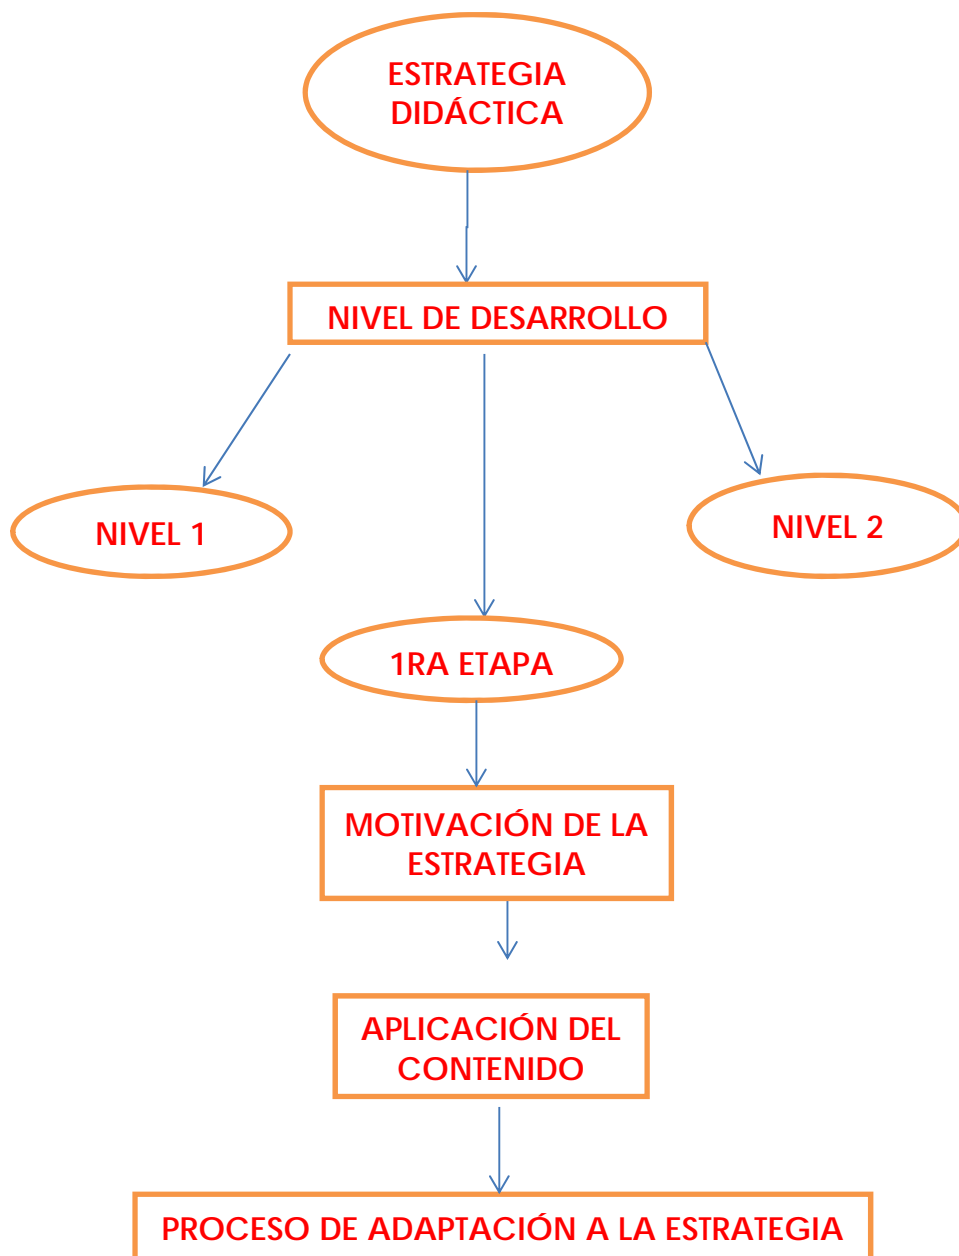 ESTRATEGIA
DIDÁCTICA
NIVEL DE DESARROLLO
NIVEL 1
NIVEL 2
1RA ETAPA
MOTIVACIÓN DE LA
ESTRATEGIA
APLICACIÓN DEL
CONTENIDO
PROCESO DE ADAPTACIÓN A LA ESTRATEGIA